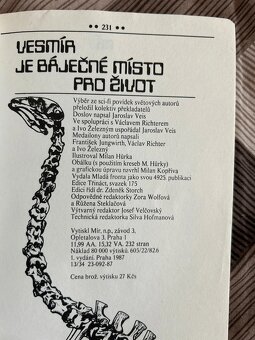 •• 231 ••
VESMÍR
JE BÁJEČNÉ MÍSTO
PRO ŽIVOT
Výběr ze sci-fi povídek světových autorů
přeložil kolektiv překladatelů
Doslov napsal Jaroslav Veis
Ve spolupráci s Václavem Richterem
a Ivo Železným uspořádal Jaroslav Veis
Medailony autorů napsali
František Jungwirth, Václav Richter
a Ivo Železný
Ilustroval Milan Hůrka
Obálku (s použitím kreseb M. Hůrky)
a grafickou úpravu navrhl Milan Kopřiva
Vydala Mladá fronta jako svou 4925. publikaci
Edice Třináct, svazek 175
Edici řídí dr. Zdeněk Storch
Odpovědné redaktorky Zora Wolfová
a Růžena Steklačová
Výtvarný redaktor Josef Velčovský
Technická redaktorka Silva Hofmanová
Vytiskl Mír, n.p., závod 3,
Opletalova 3, Praha 1
11,99 AA. 15,32 VA. 232 stran
Náklad 80 000 výtisků. 605/22/82.6
1. vydání. Praha 1987
13/34 23-092-87
Cena brož. výtisku 27 Kčs